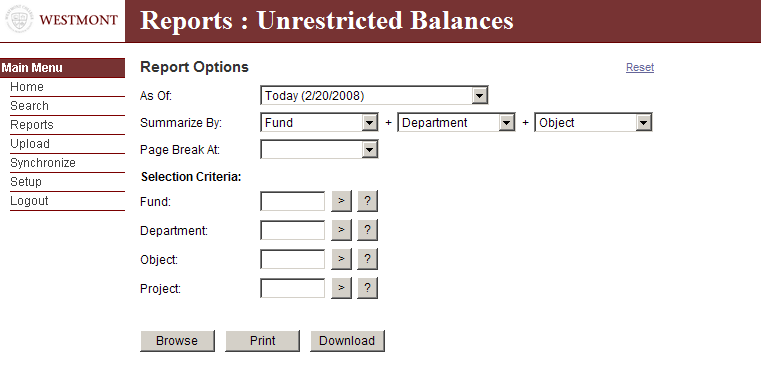 WESTMONT
Reports : Unrestricted Balances
Main Menu
Home
Search
Reports
Upload
Synchronize
Setup
Logout
Report Options
Reset
As Of: Today (2/20/2008)
Summarize By: Fund + Department + Object
Page Break At:
Selection Criteria:
Fund: > ?
Department: > ?
Object: > ?
Project: > ?
Browse Print Download